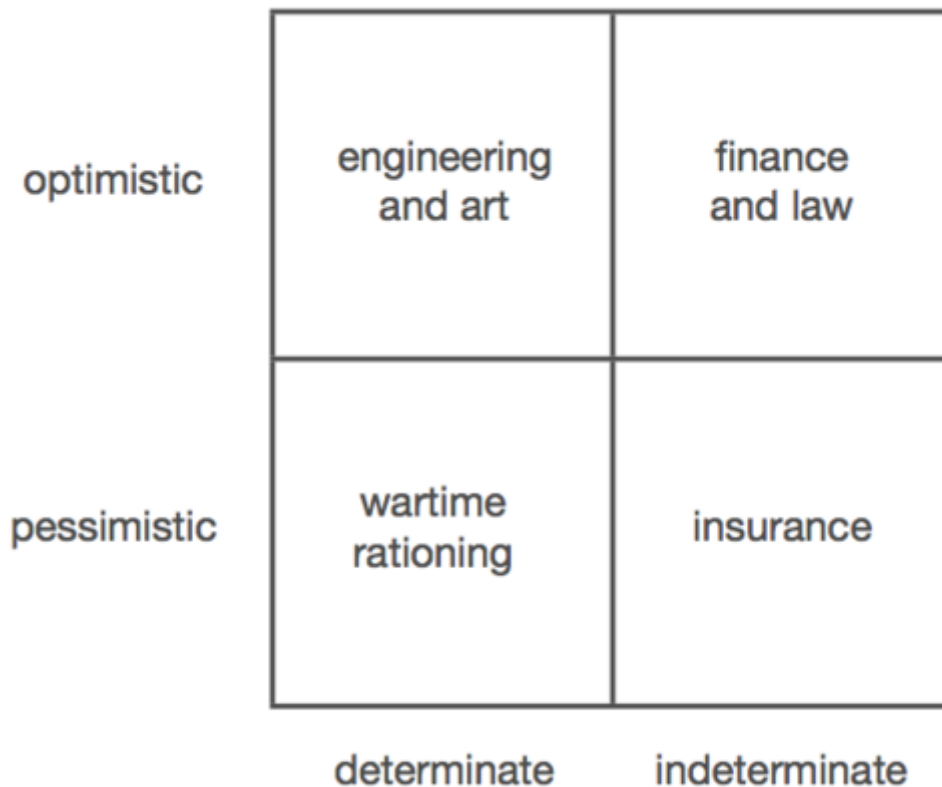 optimistic
engineering
and art
finance
and law
pessimistic
wartime
rationing
insurance
determinate
indeterminate